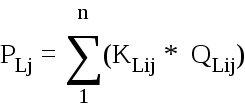 n
P_Lj = ∑ (K_Lij * Q_Lij)
1